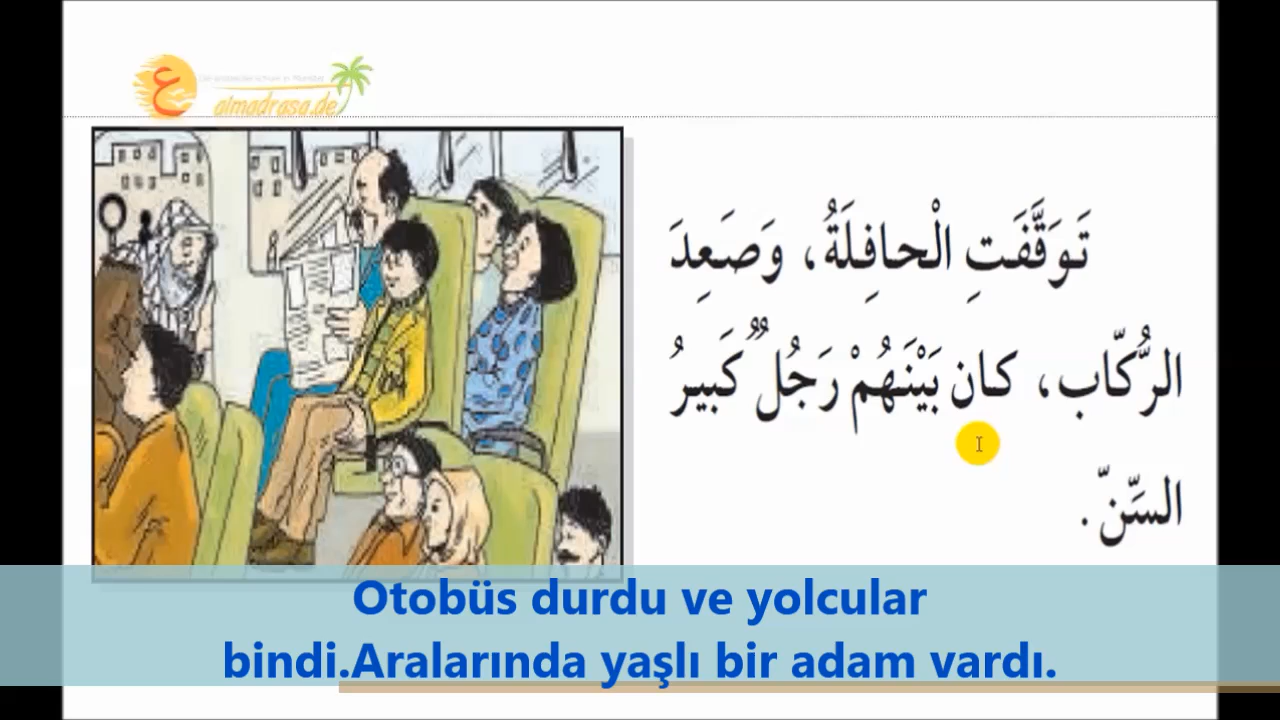 ع
almadrasa.de
تَوَقَّفَتِ الْحافِلَةُ، وَصَعِدَ
الرُّكّاب، كان بَيْنَهُمْ رَجُلٌ كَبيرُ
السِّنّ.
Otobüs durdu ve yolcular
bindi.Aralarında yaşlı bir adam vardı.